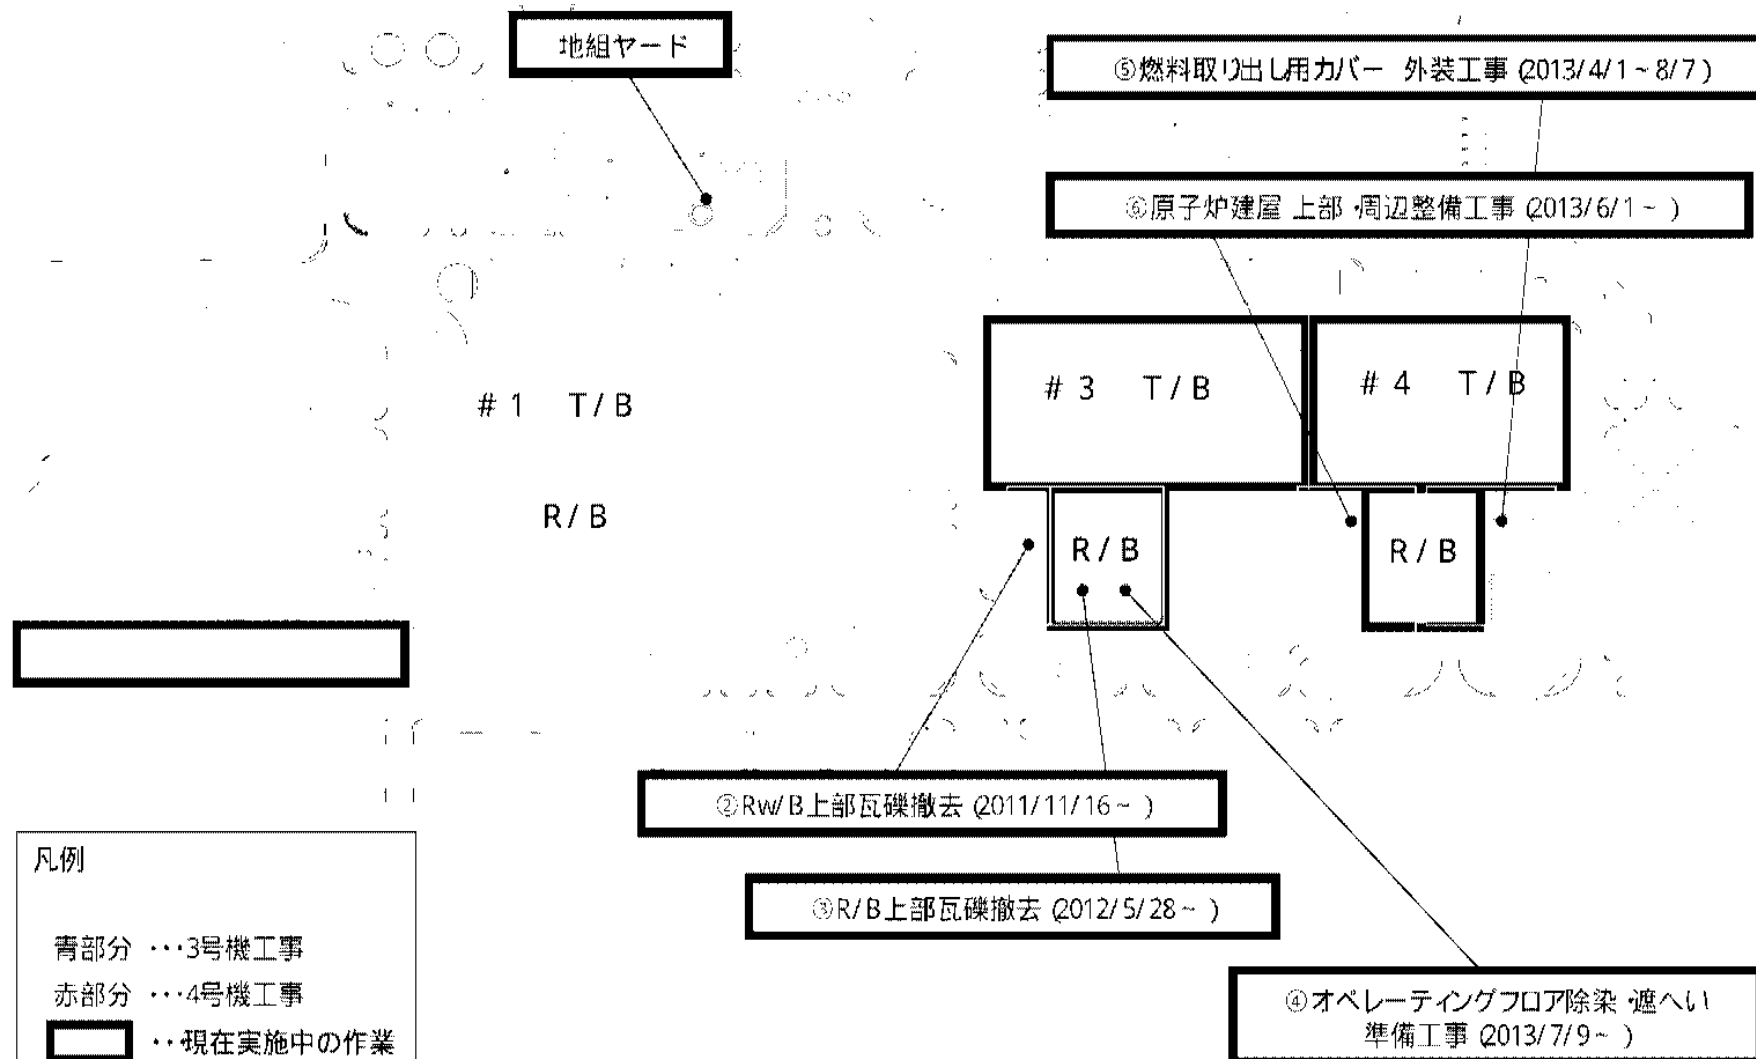 地組ヤード
⑤燃料取り出し用カバー 外装工事 (2013/4/1~8/7)
⑥原子炉建屋 上部・周辺整備工事 (2013/6/1~ )
#3 T/B
#4 T/B
#1 T/B
R/B
R/B
R/B
②Rw/B上部瓦礫撤去 (2011/11/16~ )
③R/B上部瓦礫撤去 (2012/5/28~ )
④オペレーティングフロア除染・遮へい
準備工事 (2013/7/9~ )
凡例
青部分 ・・・3号機工事
赤部分 ・・・4号機工事
・・・現在実施中の作業